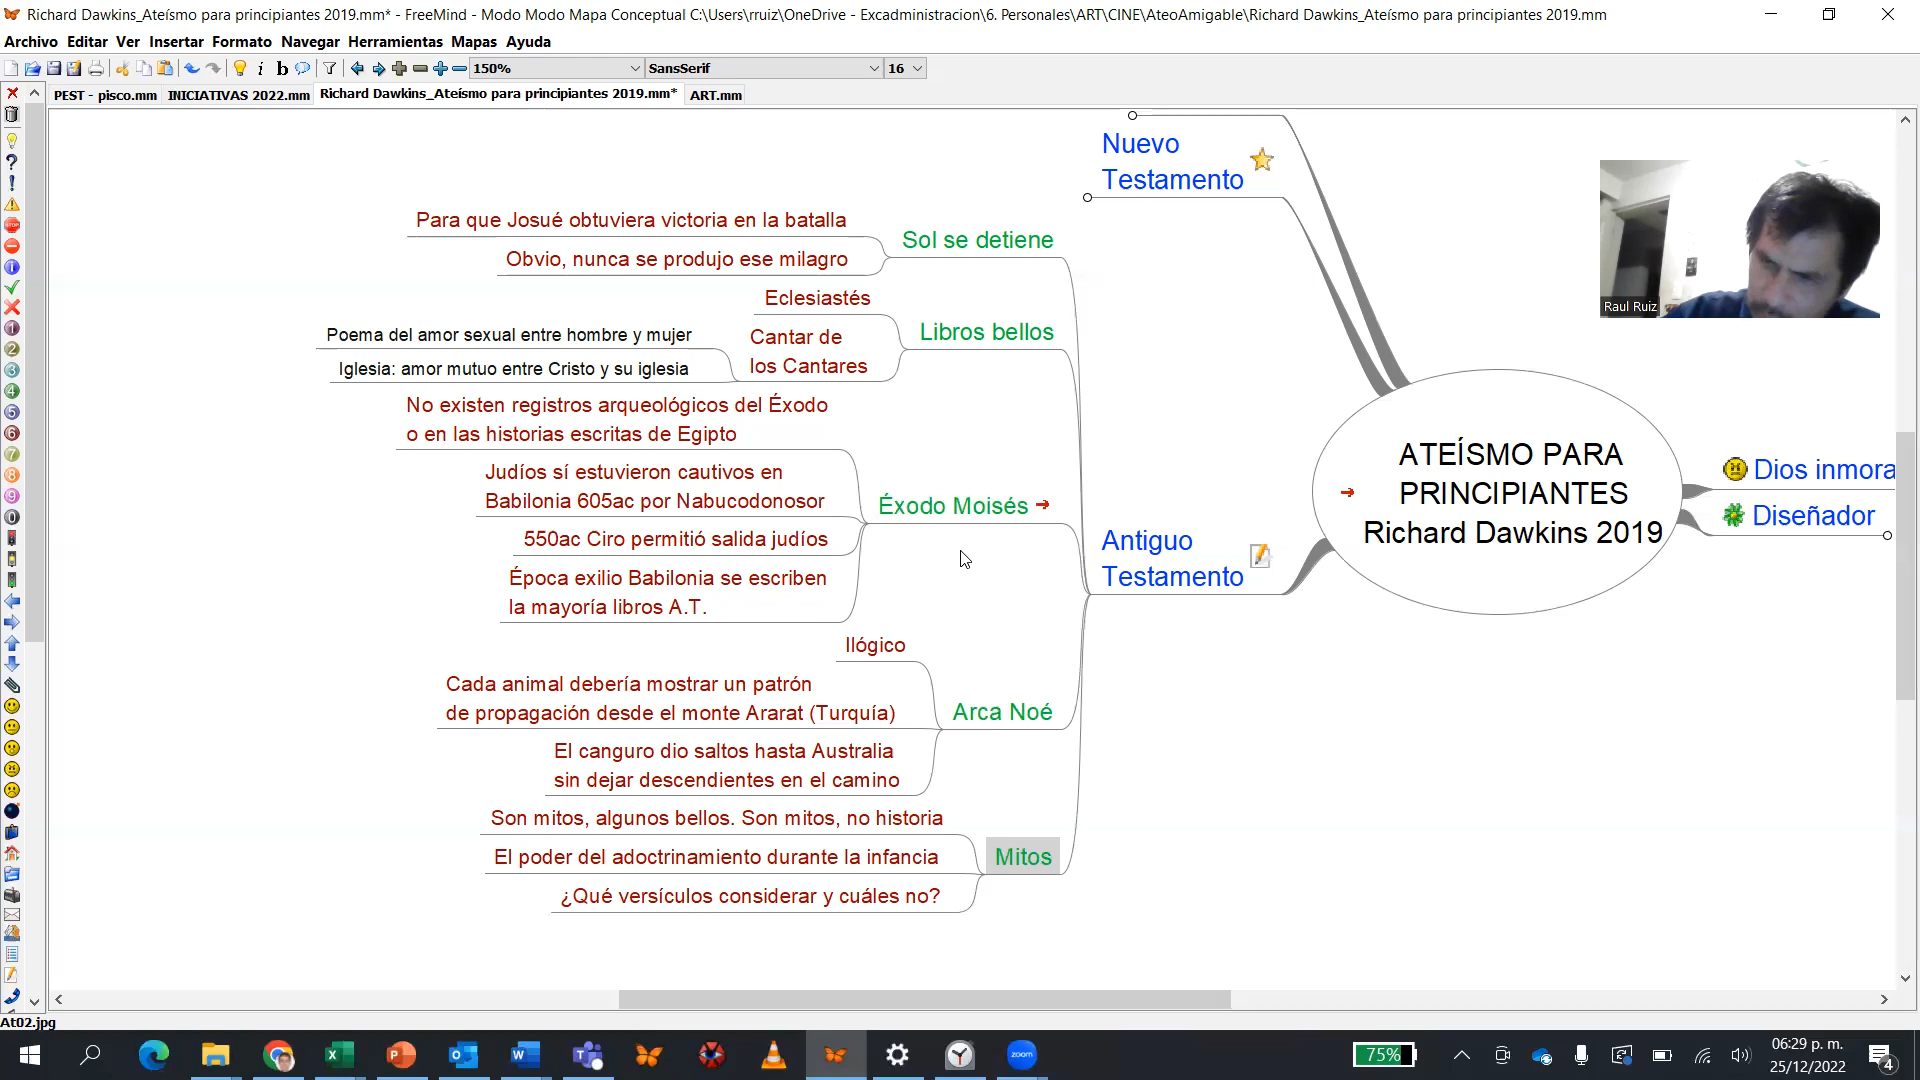 Richard Dawkins_Ateísmo para principiantes 2019.mm* - FreeMind - Modo Modo Mapa Conceptual C:\Users\rruiz\OneDrive - Excadministracion\6. Personales\ART\CINE\AteoAmigable\Richard Dawkins_Ateísmo para principiantes 2019.mm
Archivo Editar Ver Insertar Formato Navegar Herramientas Mapas Ayuda
150% SansSerif 16
PEST - pisco.mm INICIATIVAS 2022.mm Richard Dawkins_Ateísmo para principiantes 2019.mm* ART.mm
Nuevo
Testamento
Para que Josué obtuviera victoria en la batalla
Obvio, nunca se produjo ese milagro
Sol se detiene
Eclesiastés
Poema del amor sexual entre hombre y mujer
Iglesia: amor mutuo entre Cristo y su iglesia
Cantar de
los Cantares
Libros bellos
No existen registros arqueológicos del Éxodo
o en las historias escritas de Egipto
Judíos sí estuvieron cautivos en
Babilonia 605ac por Nabucodonosor
550ac Ciro permitió salida judíos
Época exilio Babilonia se escriben
la mayoría libros A.T.
Éxodo Moisés
Ilógico
Cada animal debería mostrar un patrón
de propagación desde el monte Ararat (Turquía)
El canguro dio saltos hasta Australia
sin dejar descendientes en el camino
Arca Noé
Son mitos, algunos bellos. Son mitos, no historia
El poder del adoctrinamiento durante la infancia
¿Qué versículos considerar y cuáles no?
Mitos
Antiguo
Testamento
ATEÍSMO PARA
PRINCIPIANTES
Richard Dawkins 2019
Dios inmora
Diseñador
Raul Ruiz
At02.jpg
zoom
75%
06:29 p. m.
25/12/2022
4